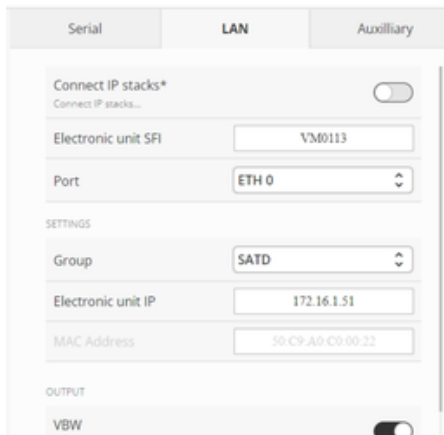 Serial LAN Auxilliary
Connect IP stacks*
Connect IP stacks...
Electronic unit SFI VM0113
Port ETH 0
SETTINGS
Group SATD
Electronic unit IP 172.16.1.51
MAC Address 50:C9:A0:C0:00:22
OUTPUT
VBW